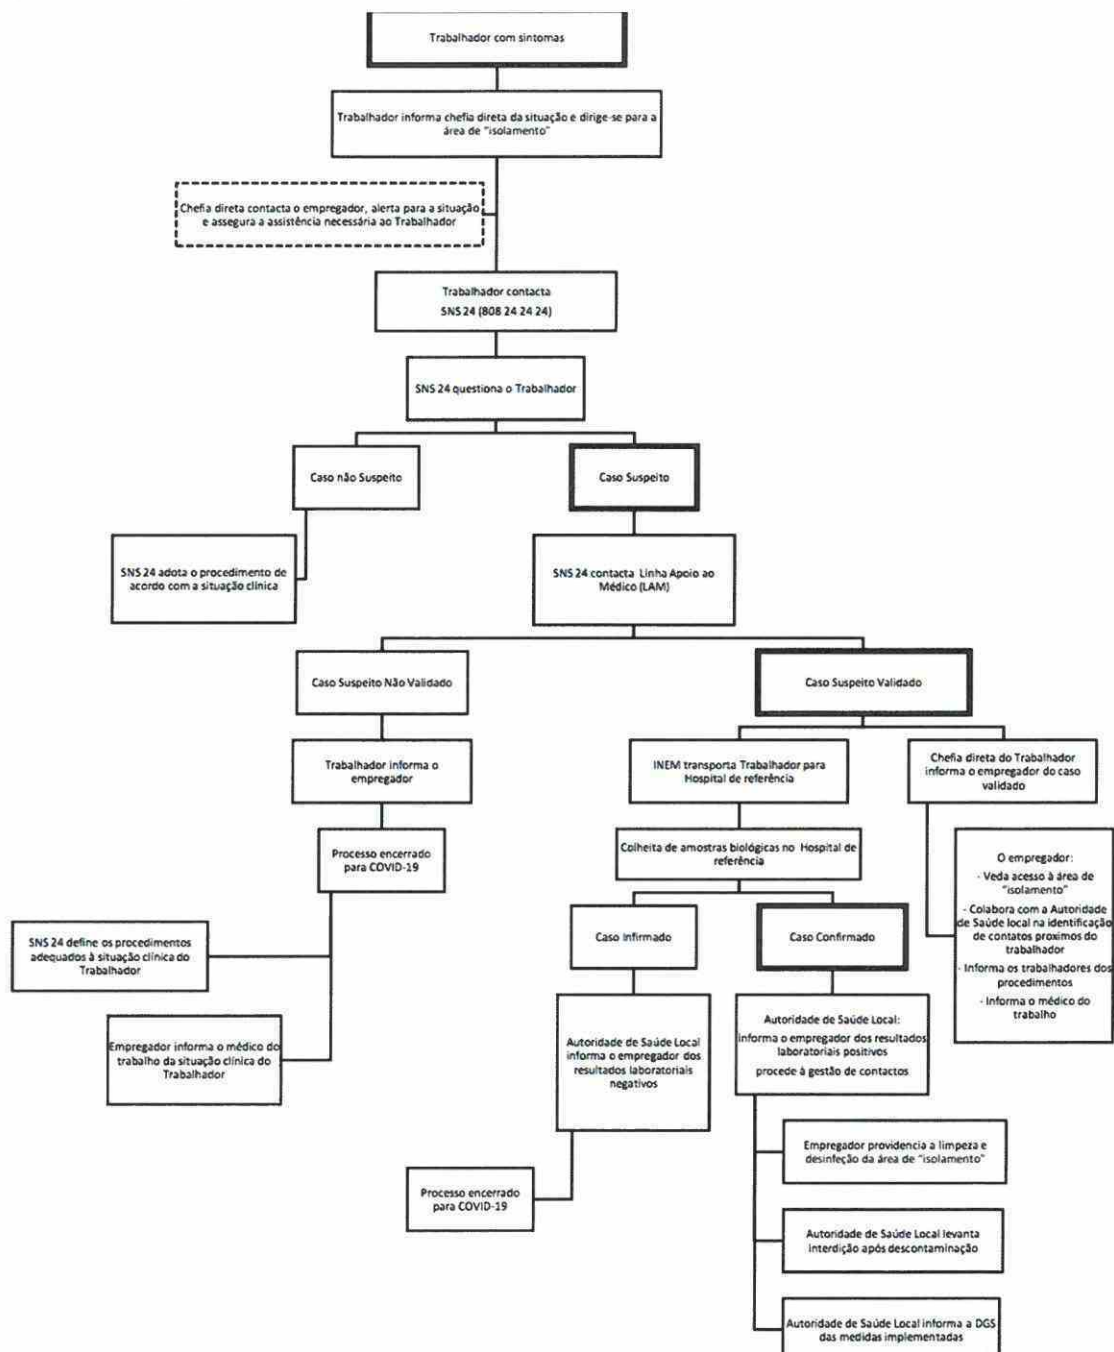 Trabalhador com sintomas
Trabalhador informa chefia direta da situação e dirige-se para a
área de "isolamento"
Chefia direta contacta o empregador, alerta para a situação
e assegura a assistência necessária ao Trabalhador
Trabalhador contacta
SNS 24 (808 24 24 24)
SNS 24 questiona o Trabalhador
Caso não Suspeito
Caso Suspeito
SNS 24 adota o procedimento de
acordo com a situação clínica
SNS 24 contacta Linha Apoio ao
Médico (LAM)
Caso Suspeito Não Validado
Caso Suspeito Validado
Trabalhador informa o
empregador
INEM transporta Trabalhador para
Hospital de referência
Chefia direta do Trabalhador
informa o empregador do caso
validado
Processo encerrado
para COVID-19
Colheita de amostras biológicas no Hospital de
referência
O empregador:
- Veda acesso à área de
"isolamento"
- Colabora com a Autoridade
de Saúde local na identificação
de contatos proximos do
trabalhador
- Informa os trabalhadores dos
procedimentos
- Informa o médico do
trabalho
SNS 24 define os procedimentos
adequados à situação clínica do
Trabalhador
Caso Infirmado
Caso Confirmado
Empregador informa o médico do
trabalho da situação clínica do
Trabalhador
Autoridade de Saúde Local
informa o empregador dos
resultados laboratoriais
negativos
Autoridade de Saúde Local:
informa o empregador dos resultados
laboratoriais positivos
procede à gestão de contactos
Processo encerrado
para COVID-19
Empregador providencia a limpeza e
desinfeção da área de "isolamento"
Autoridade de Saúde Local levanta
interdição após descontaminação
Autoridade de Saúde Local informa a DGS
das medidas implementadas